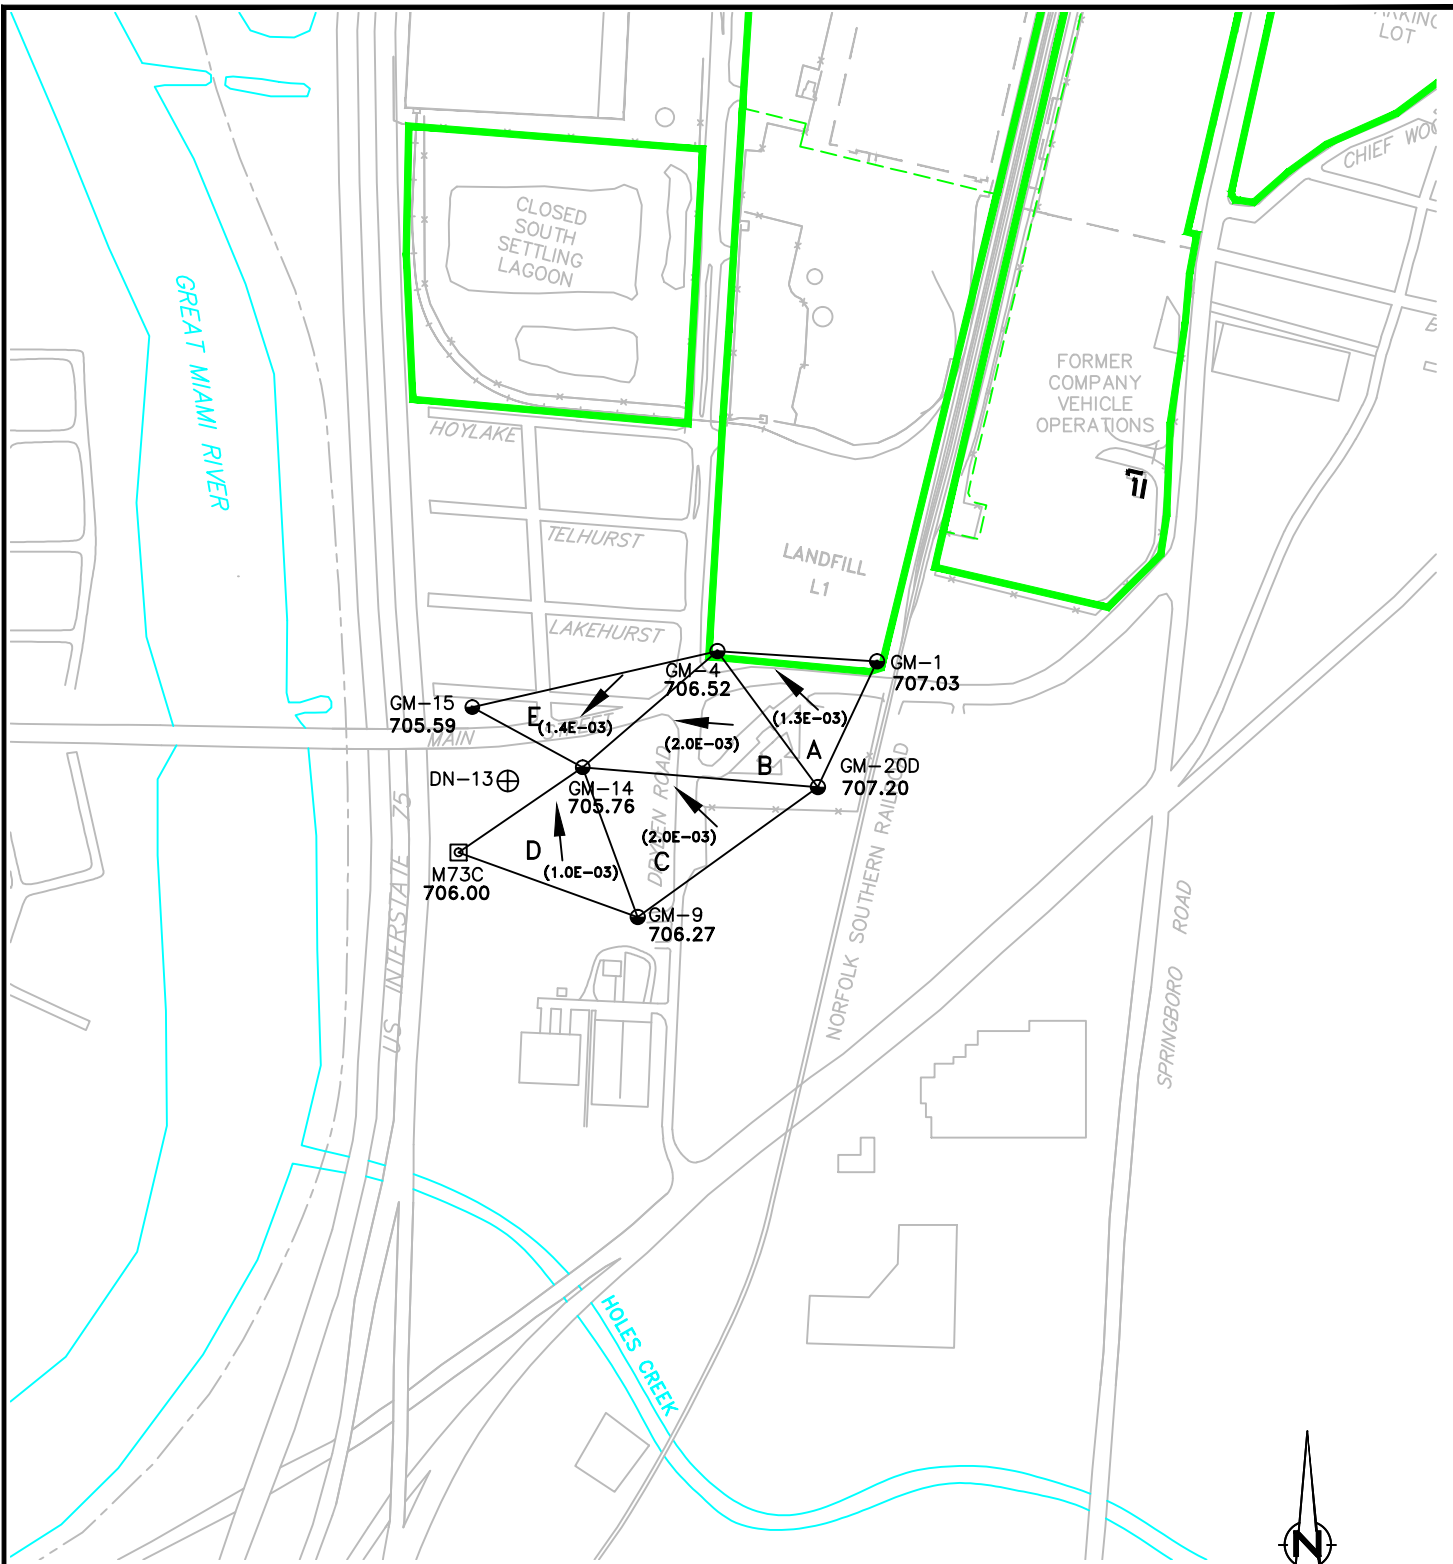 LOT
CHIEF
GREAT MIAMI RIVER
CLOSED
SOUTH
SETTLING
LAGOON
FORMER
COMPANY
VEHICLE
OPERATIONS
HOYLAKE
TELHURST
LAKEHURST
LANDFILL
L1
GM-4
706.52
GM-1
707.03
GM-15
705.59
E
(1.4E-03)
(1.3E-03)
(2.0E-03)
MAIN STREET
A
B
GM-20D
707.20
DN-13
GM-14
705.76
DRYDEN ROAD
(2.0E-03)
D
C
(1.0E-03)
M73C
706.00
GM-9
706.27
US INTERSTATE 75
NORFOLK SOUTHERN RAILROAD
SPRINGBORO ROAD
HOLES CREEK
N